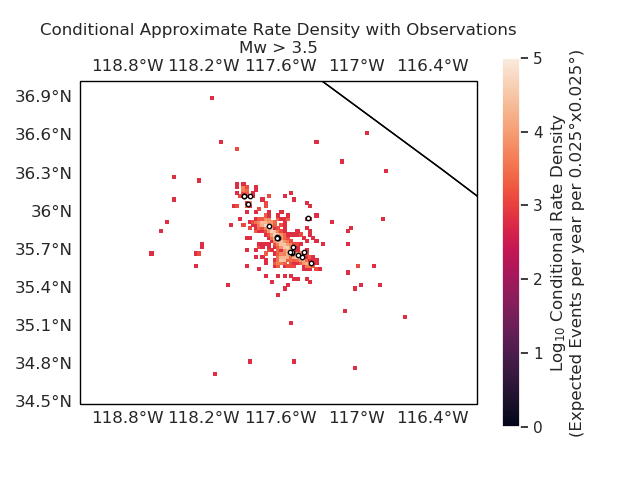 Conditional Approximate Rate Density with Observations
Mw > 3.5
118.8°W 118.2°W 117.6°W 117°W 116.4°W
36.9°N
36.6°N
36.3°N
36°N
35.7°N
35.4°N
35.1°N
34.8°N
34.5°N
118.8°W 118.2°W 117.6°W 117°W 116.4°W
5
4
3
2
1
0
Log10 Conditional Rate Density
(Expected Events per year per 0.025°x0.025°)